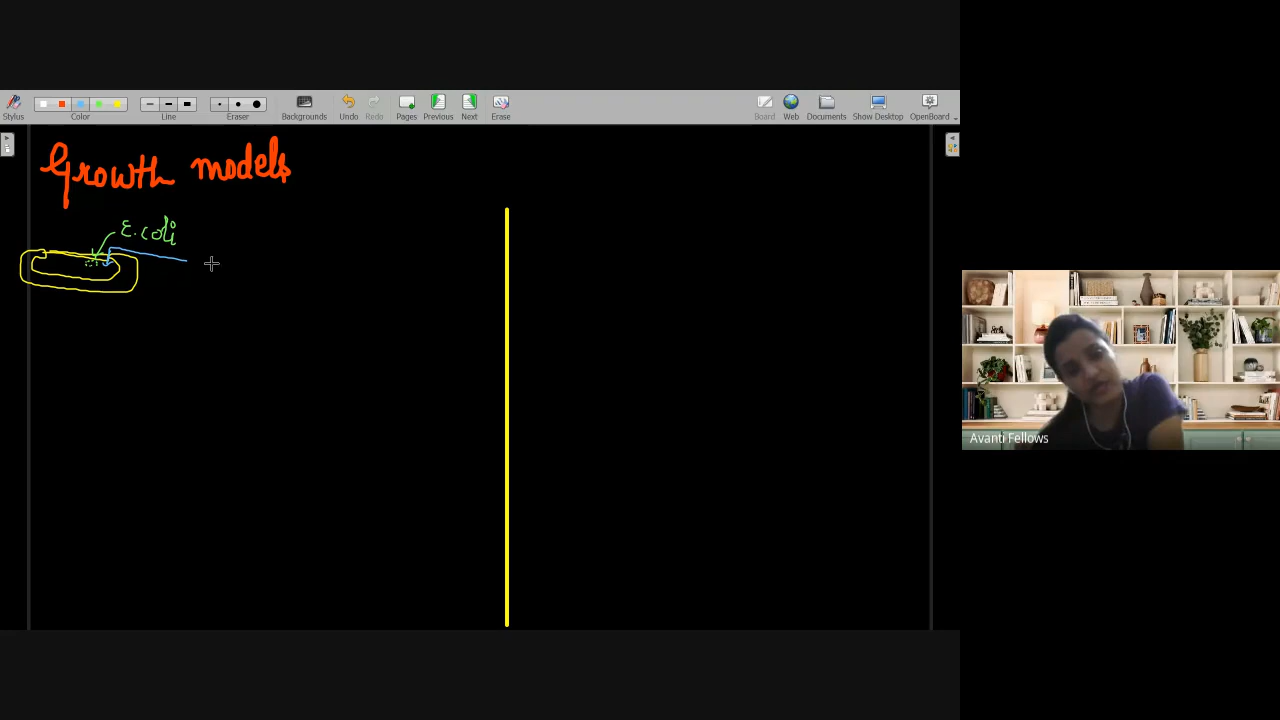 Stylus Color Line Eraser Backgrounds Undo Redo Pages Previous Next Erase Board Web Documents Show Desktop OpenBoard
Growth models
E.coli
Avanti Fellows